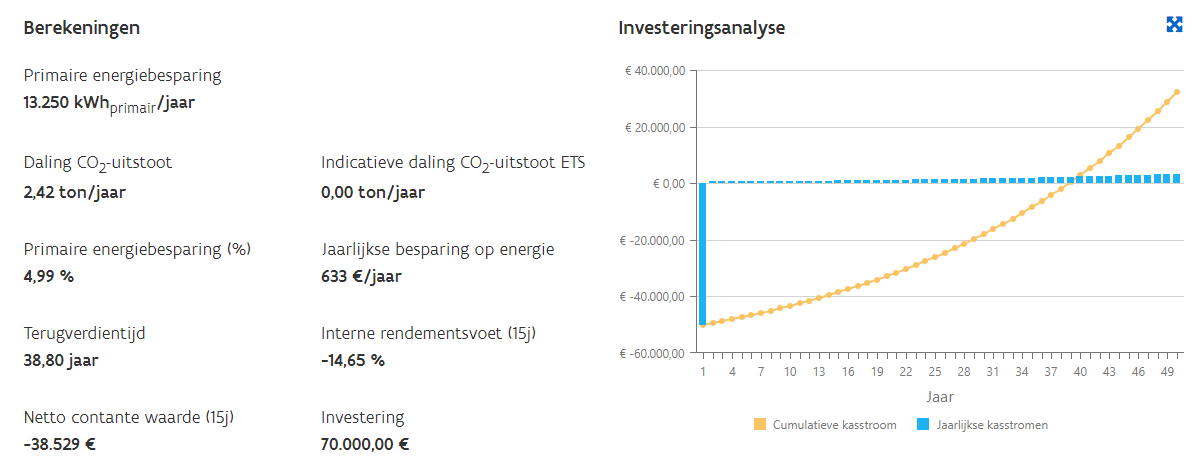 Berekeningen
Primaire energiebesparing
13.250 kWhprimair/jaar
Daling CO2-uitstoot
2,42 ton/jaar
Indicatieve daling CO2-uitstoot ETS
0,00 ton/jaar
Primaire energiebesparing (%)
4,99 %
Jaarlijkse besparing op energie
633 €/jaar
Terugverdientijd
38,80 jaar
Interne rendementsvoet (15j)
-14,65 %
Netto contante waarde (15j)
-38.529 €
Investering
70.000,00 €
Investeringsanalyse
€ 40.000,00
€ 20.000,00
€ 0,00
€ -20.000,00
€ -40.000,00
€ -60.000,00
1 4 7 10 13 16 19 22 25 28 31 34 37 40 43 46 49
Jaar
Cumulatieve kasstroom Jaarlijkse kasstromen